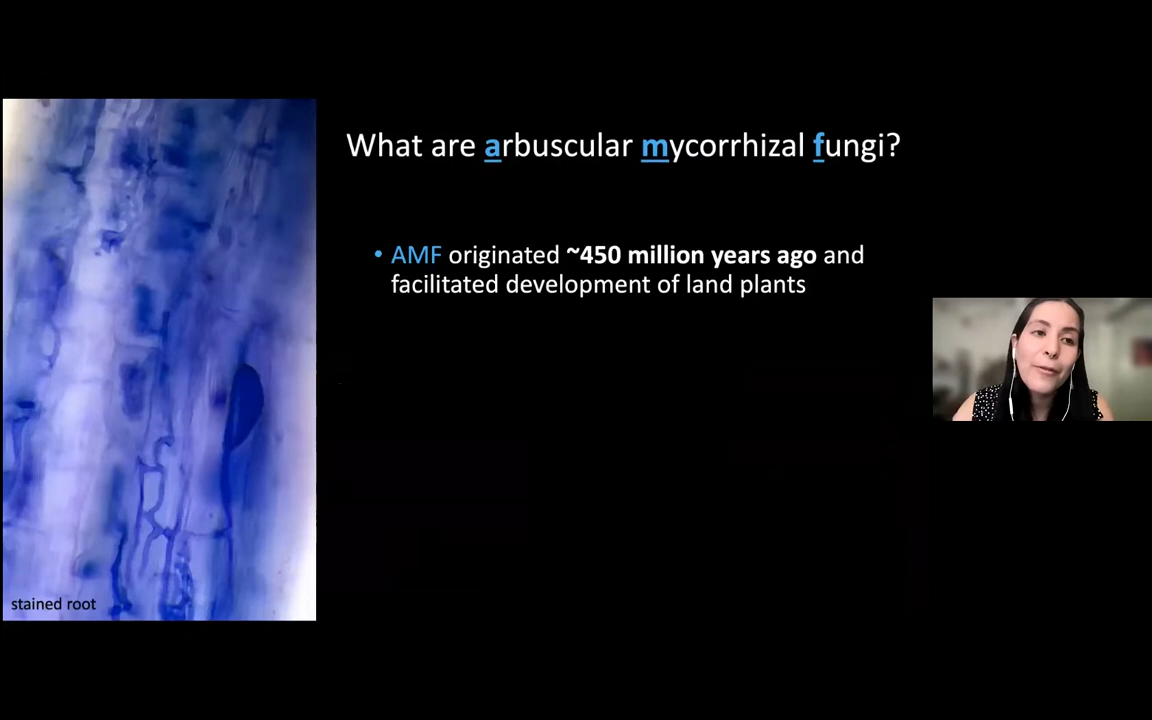 What are arbuscular mycorrhizal fungi?
• AMF originated ~450 million years ago and
facilitated development of land plants
stained root